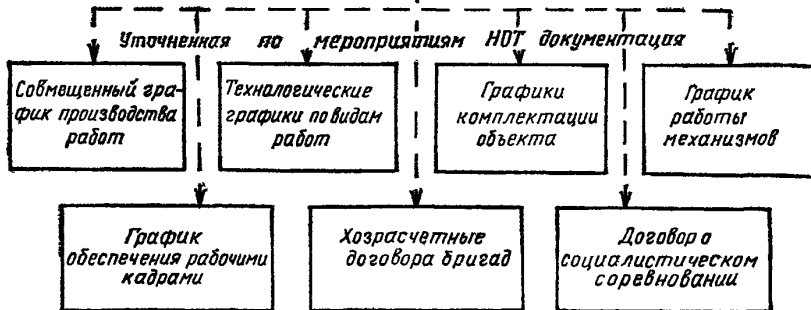 Уточненная по мероприятиям НОТ документация
Совмещенный гра-
фик производства
работ
Технологические
графики по видам
работ
Графики
комплектации
объекта
График
работы
механизмов
График
обеспечения рабочими
кадрами
Хозрасчетные
договора бригад
Договор о
социалистическом
соревновании